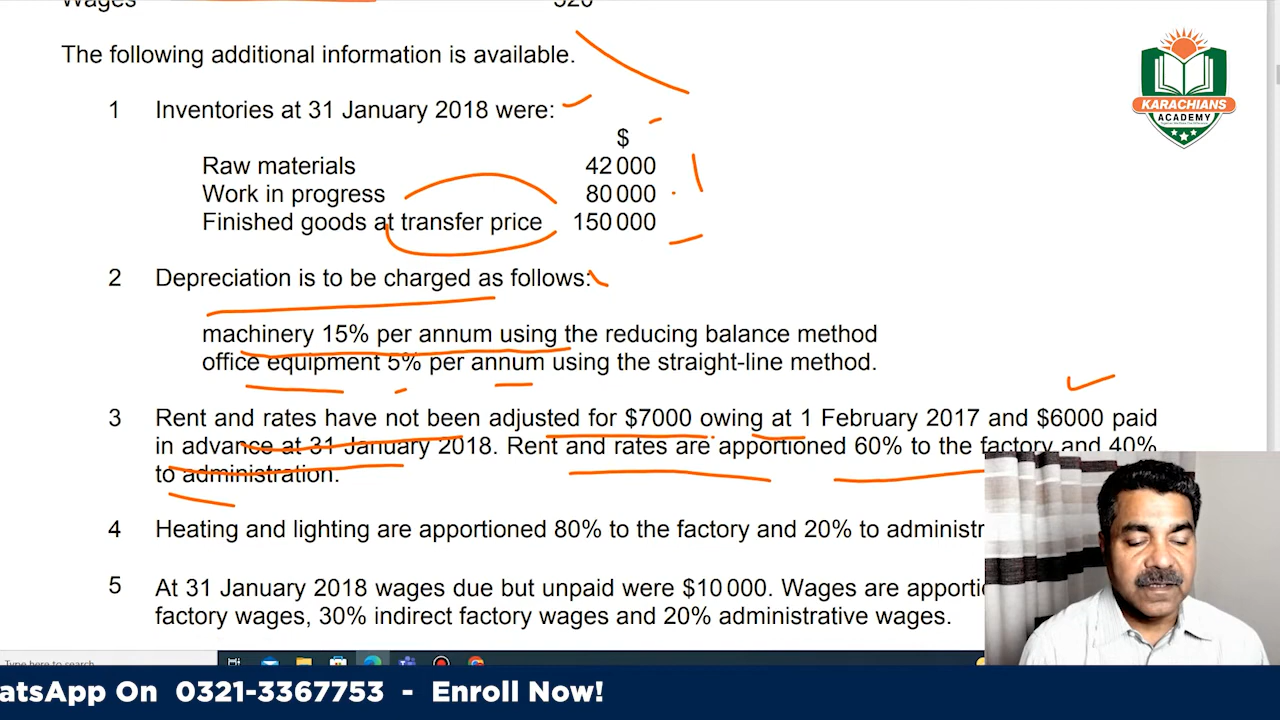 Wages 320
The following additional information is available.
1 Inventories at 31 January 2018 were:
$
Raw materials 42 000
Work in progress 80 000
Finished goods at transfer price 150 000
2 Depreciation is to be charged as follows:
machinery 15% per annum using the reducing balance method
office equipment 5% per annum using the straight-line method.
3 Rent and rates have not been adjusted for $7000 owing at 1 February 2017 and $6000 paid
in advance at 31 January 2018. Rent and rates are apportioned 60% to the factory and 40%
to administration.
4 Heating and lighting are apportioned 80% to the factory and 20% to administr
5 At 31 January 2018 wages due but unpaid were $10 000. Wages are apporti
factory wages, 30% indirect factory wages and 20% administrative wages.
KARACHIANS
ACADEMY
Type here to search
atsApp On 0321-3367753 - Enroll Now!